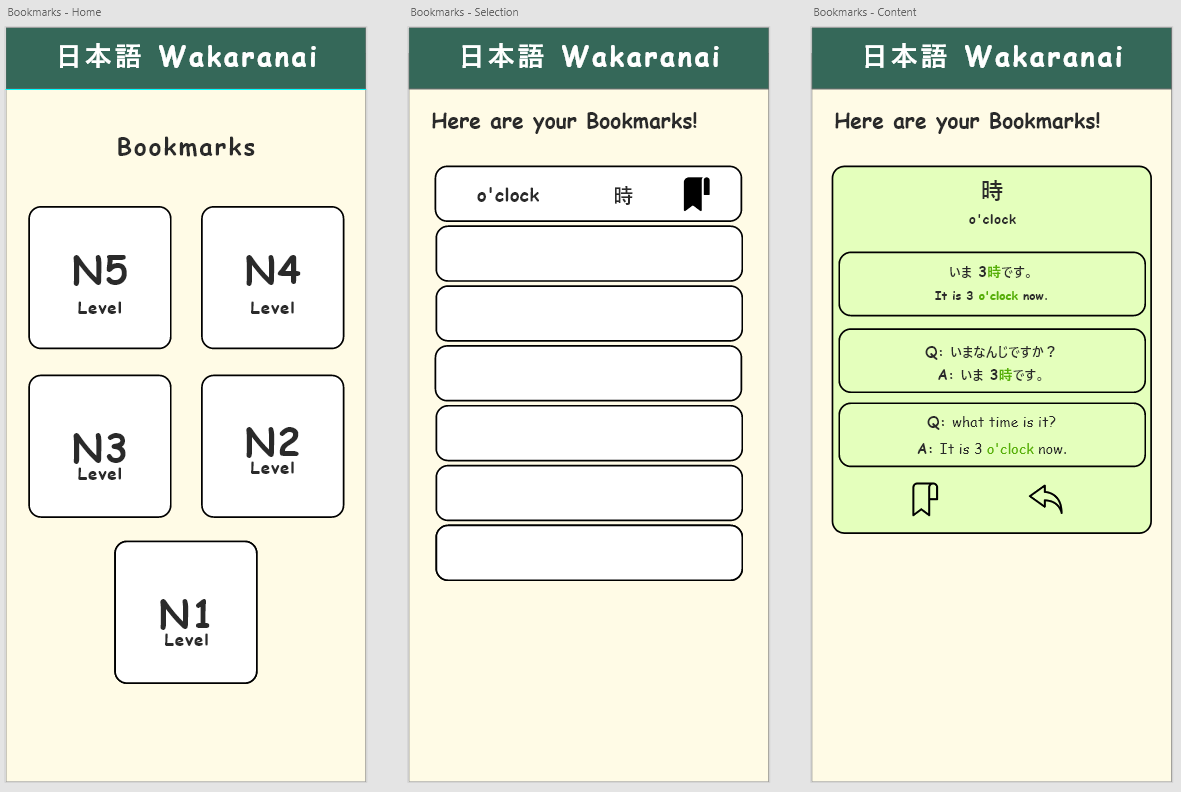 Bookmarks - Home
日本語 Wakaranai
Bookmarks
N5
Level
N4
Level
N3
Level
N2
Level
N1
Level
Bookmarks - Selection
日本語 Wakaranai
Here are your Bookmarks!
o'clock 時
Bookmarks - Content
日本語 Wakaranai
Here are your Bookmarks!
時
o'clock
いま 3時です。
It is 3 o'clock now.
Q: いまなんじですか？
A: いま 3時です。
Q: what time is it?
A: It is 3 o'clock now.